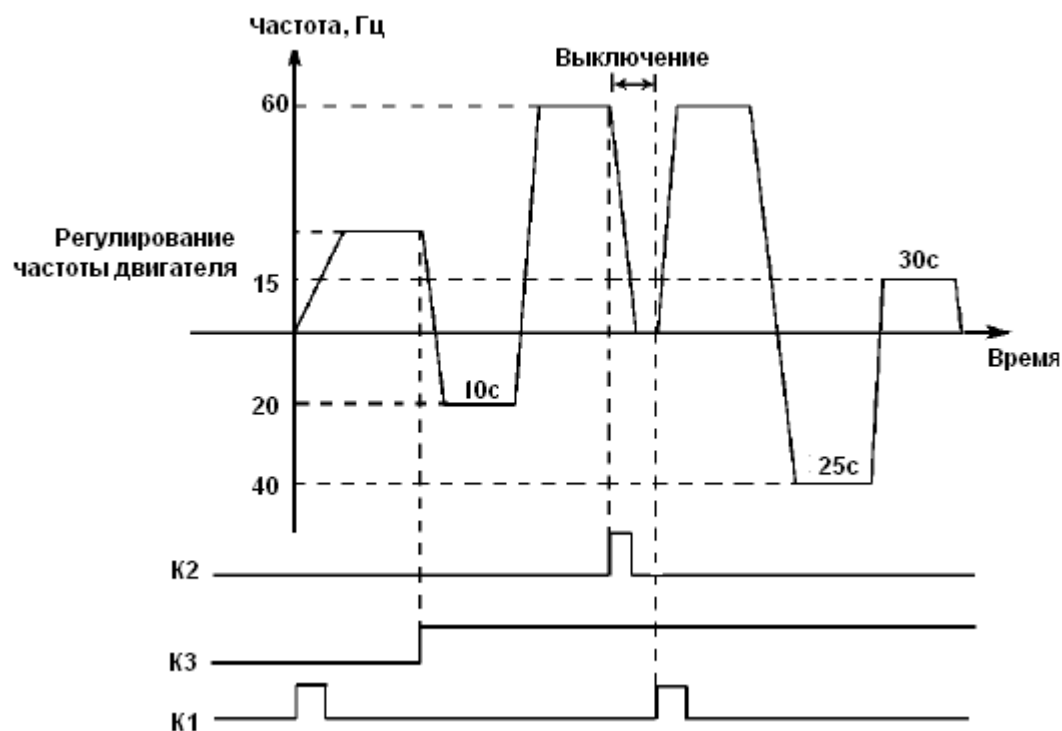 Частота, Гц
Выключение
60
Регулирование
частоты двигателя
15
30с
Время
20
10с
40
25с
К2
К3
К1